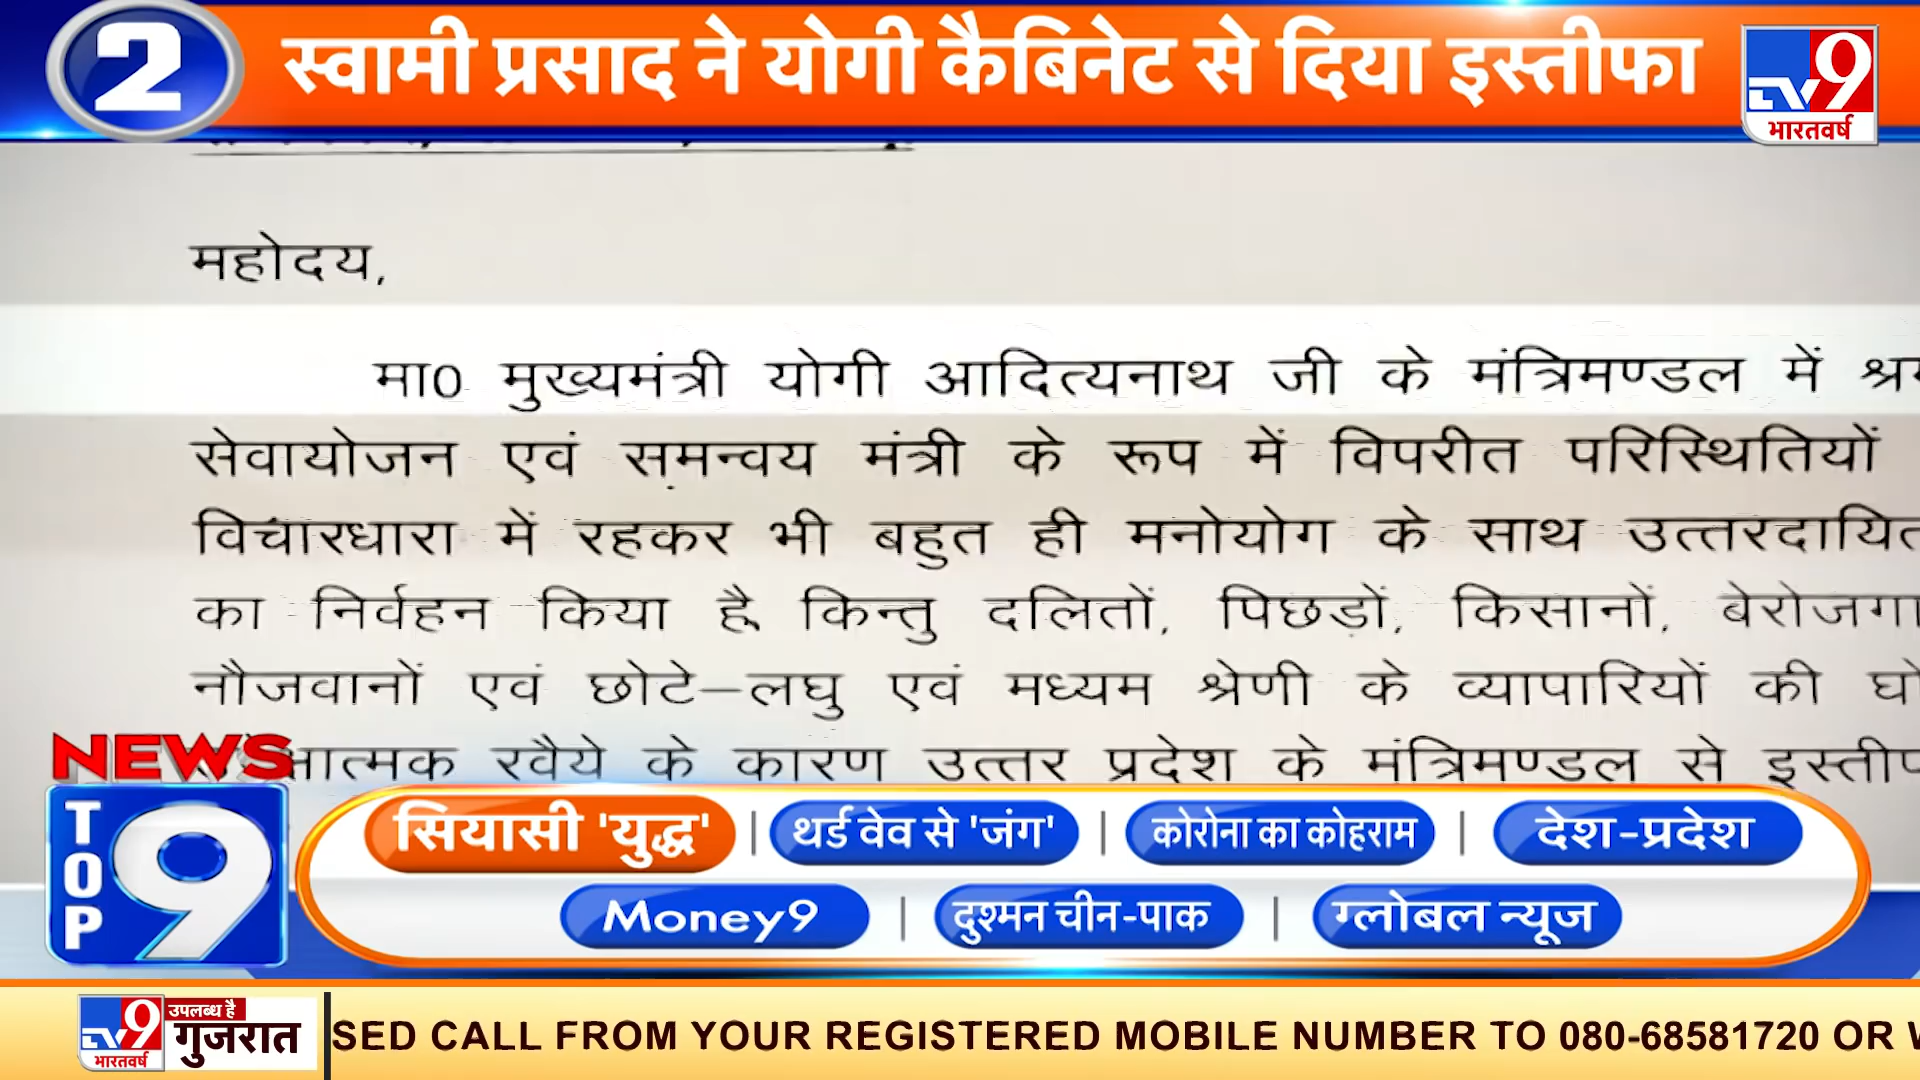 2 स्वामी प्रसाद ने योगी कैबिनेट से दिया इस्तीफा
TV9
भारतवर्ष
महोदय,
मा0 मुख्यमंत्री योगी आदित्यनाथ जी के मंत्रिमण्डल में
सेवायोजन एवं समन्वय मंत्री के रूप में विपरीत परिस्थितियों
विचारधारा में रहकर भी बहुत ही मनोयोग के साथ
का निर्वहन किया है, किन्तु दलितों, पिछड़ों, किसानों,
नौजवानों एवं छोटे-लघु एवं मध्यम श्रेणी के व्यापारियों की
रवैये के कारण उत्तर प्रदेश के मंत्रिमण्डल से
NEWS
TOP 9
सियासी 'युद्ध' | थर्ड वेव से 'जंग' | कोरोना का कोहराम | देश-प्रदेश
Money9 | दुश्मन चीन-पाक | ग्लोबल न्यूज
TV9 भारतवर्ष उपलब्ध है गुजरात
SED CALL FROM YOUR REGISTERED MOBILE NUMBER TO 080-68581720 OR